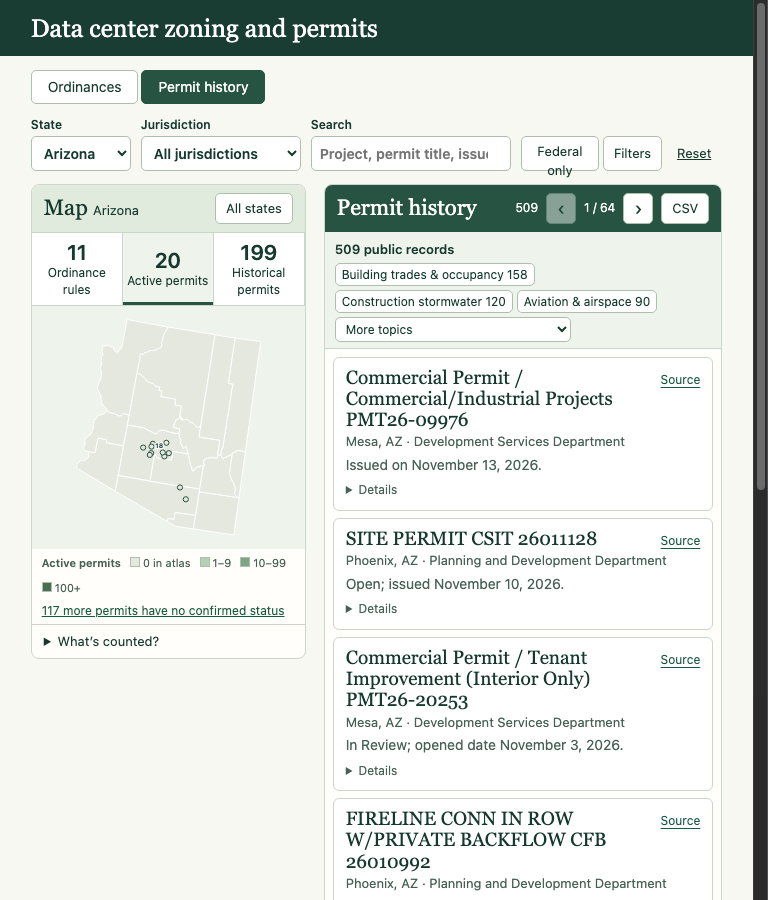 Data center zoning and permits
Ordinances
Permit history
State
Jurisdiction
Search
Arizona
All jurisdictions
Project, permit title, issue
Federal
only
Filters
Reset
Map Arizona
All states
11
Ordinance
rules
20
Active permits
199
Historical
permits
18
Active permits
0 in atlas
1–9
10–99
100+
117 more permits have no confirmed status
What's counted?
Permit history
509
‹
1 / 64
›
CSV
509 public records
Building trades & occupancy 158
Construction stormwater 120
Aviation & airspace 90
More topics
Commercial Permit /
Commercial/Industrial Projects
PMT26-09976
Source
Mesa, AZ · Development Services Department
Issued on November 13, 2026.
Details
SITE PERMIT CSIT 26011128
Source
Phoenix, AZ · Planning and Development Department
Open; issued November 10, 2026.
Details
Commercial Permit / Tenant
Improvement (Interior Only)
PMT26-20253
Source
Mesa, AZ · Development Services Department
In Review; opened date November 3, 2026.
Details
FIRELINE CONN IN ROW
W/PRIVATE BACKFLOW CFB
26010992
Source
Phoenix, AZ · Planning and Development Department